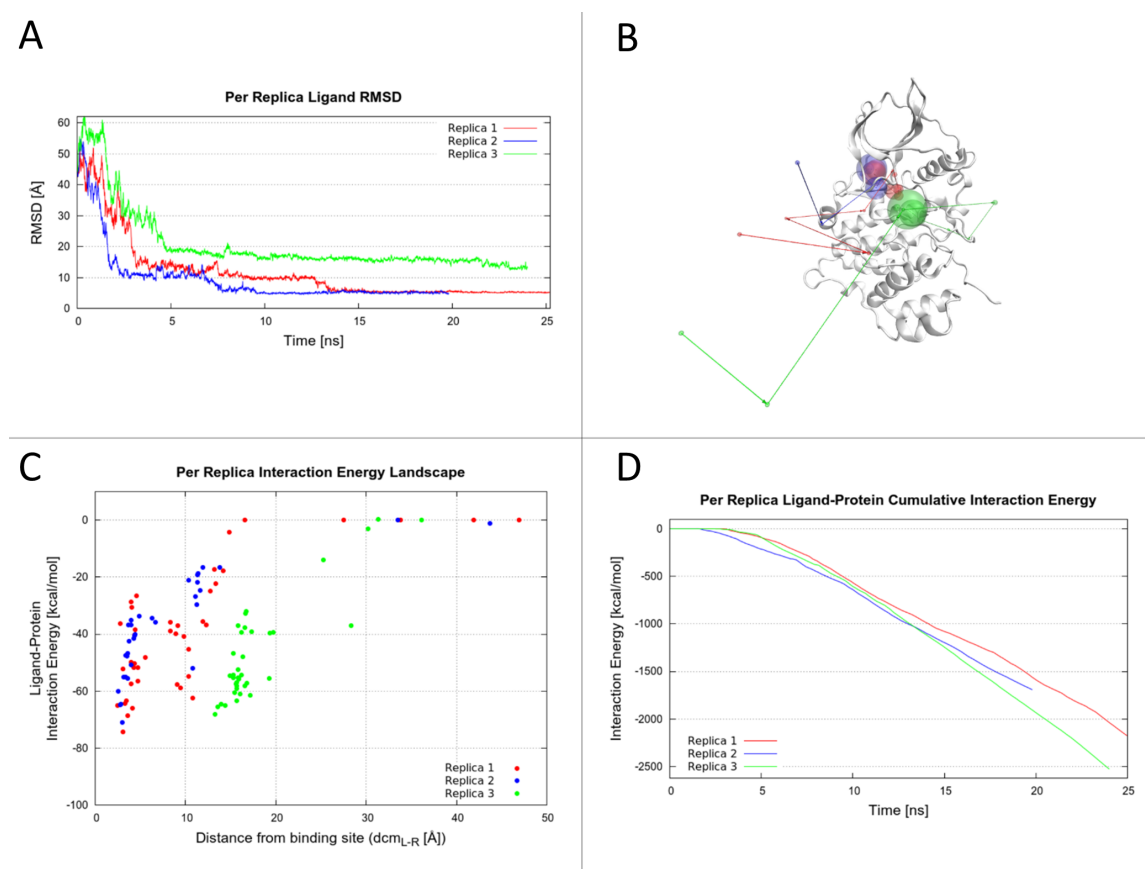 A
Per Replica Ligand RMSD
Replica 1
Replica 2
Replica 3
60
50
40
30
20
10
0
RMSD [Å]
0 5 10 15 20 25
Time [ns]
B
C
Per Replica Interaction Energy Landscape
0
-20
-40
-60
-80
-100
Ligand-Protein
Interaction Energy [kcal/mol]
Replica 1
Replica 2
Replica 3
0 10 20 30 40 50
Distance from binding site (dcmL-R [Å])
D
Per Replica Ligand-Protein Cumulative Interaction Energy
0
-500
-1000
-1500
-2000
-2500
Interaction Energy [kcal/mol]
Replica 1
Replica 2
Replica 3
0 5 10 15 20 25
Time [ns]